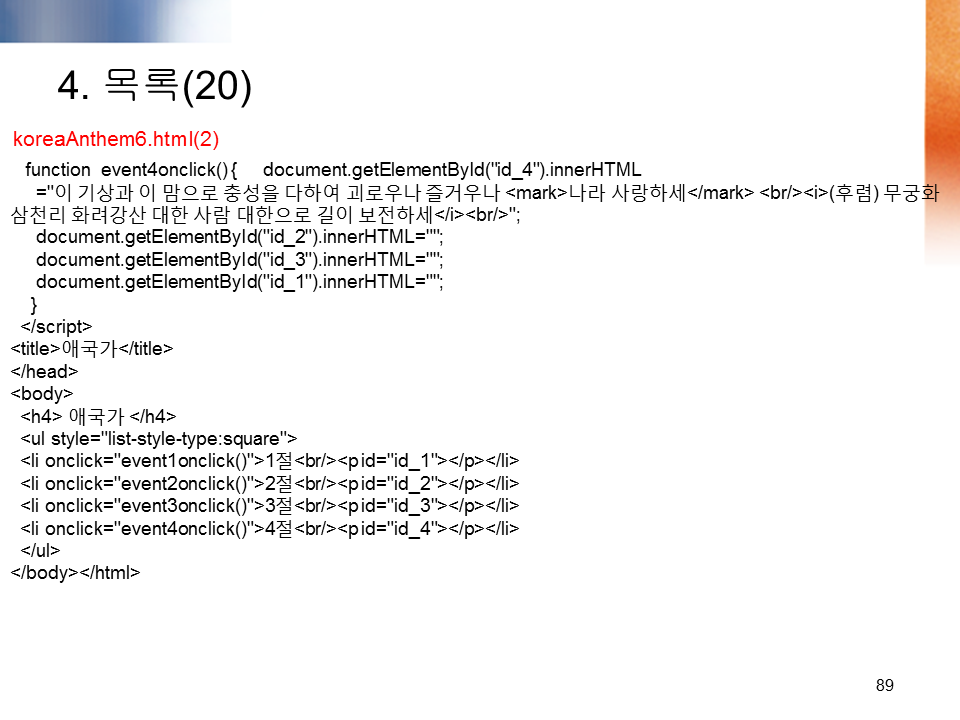 4. 목록(20)
koreaAnthem6.html(2)
function event4onclick() { document.getElementById("id_4").innerHTML
="이 기상과 이 맘으로 충성을 다하여 괴로우나 즐거우나 <mark>나라 사랑하세</mark> <br/><i>(후렴) 무궁화
삼천리 화려강산 대한 사람 대한으로 길이 보전하세</i><br/>";
document.getElementById("id_2").innerHTML="";
document.getElementById("id_3").innerHTML="";
document.getElementById("id_1").innerHTML="";
}
</script>
<title>애국가</title>
</head>
<body>
<h4> 애국가 </h4>
<ul style="list-style-type:square">
<li onclick="event1onclick()">1절<br/><p id="id_1"></p></li>
<li onclick="event2onclick()">2절<br/><p id="id_2"></p></li>
<li onclick="event3onclick()">3절<br/><p id="id_3"></p></li>
<li onclick="event4onclick()">4절<br/><p id="id_4"></p></li>
</ul>
</body></html>
89